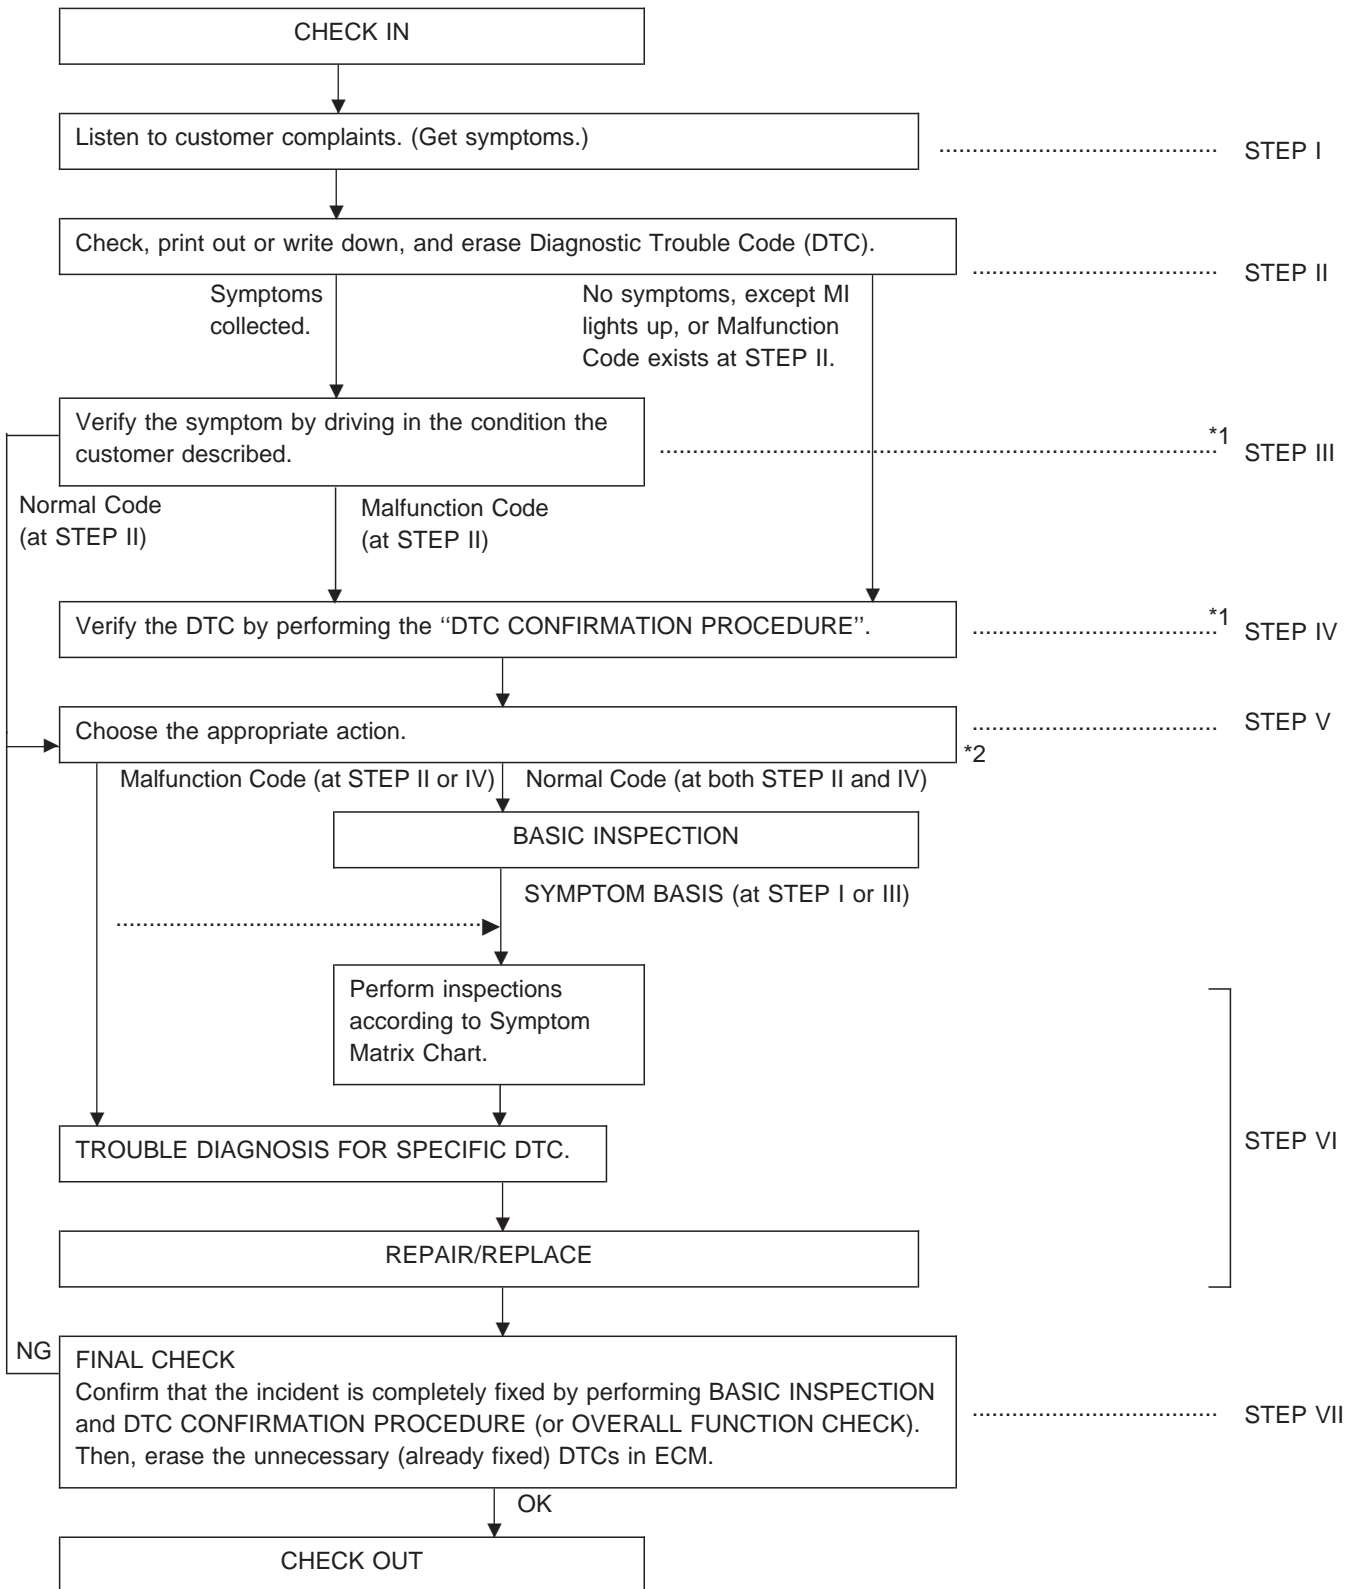 CHECK IN
Listen to customer complaints. (Get symptoms.)
STEP I
Check, print out or write down, and erase Diagnostic Trouble Code (DTC).
STEP II
Symptoms
collected.
No symptoms, except MI
lights up, or Malfunction
Code exists at STEP II.
Verify the symptom by driving in the condition the
customer described.
*1
STEP III
Normal Code
(at STEP II)
Malfunction Code
(at STEP II)
Verify the DTC by performing the ‘‘DTC CONFIRMATION PROCEDURE’’.
*1
STEP IV
Choose the appropriate action.
STEP V
*2
Malfunction Code (at STEP II or IV)
Normal Code (at both STEP II and IV)
BASIC INSPECTION
SYMPTOM BASIS (at STEP I or III)
Perform inspections
according to Symptom
Matrix Chart.
TROUBLE DIAGNOSIS FOR SPECIFIC DTC.
STEP VI
REPAIR/REPLACE
NG
FINAL CHECK
Confirm that the incident is completely fixed by performing BASIC INSPECTION
and DTC CONFIRMATION PROCEDURE (or OVERALL FUNCTION CHECK).
Then, erase the unnecessary (already fixed) DTCs in ECM.
STEP VII
OK
CHECK OUT